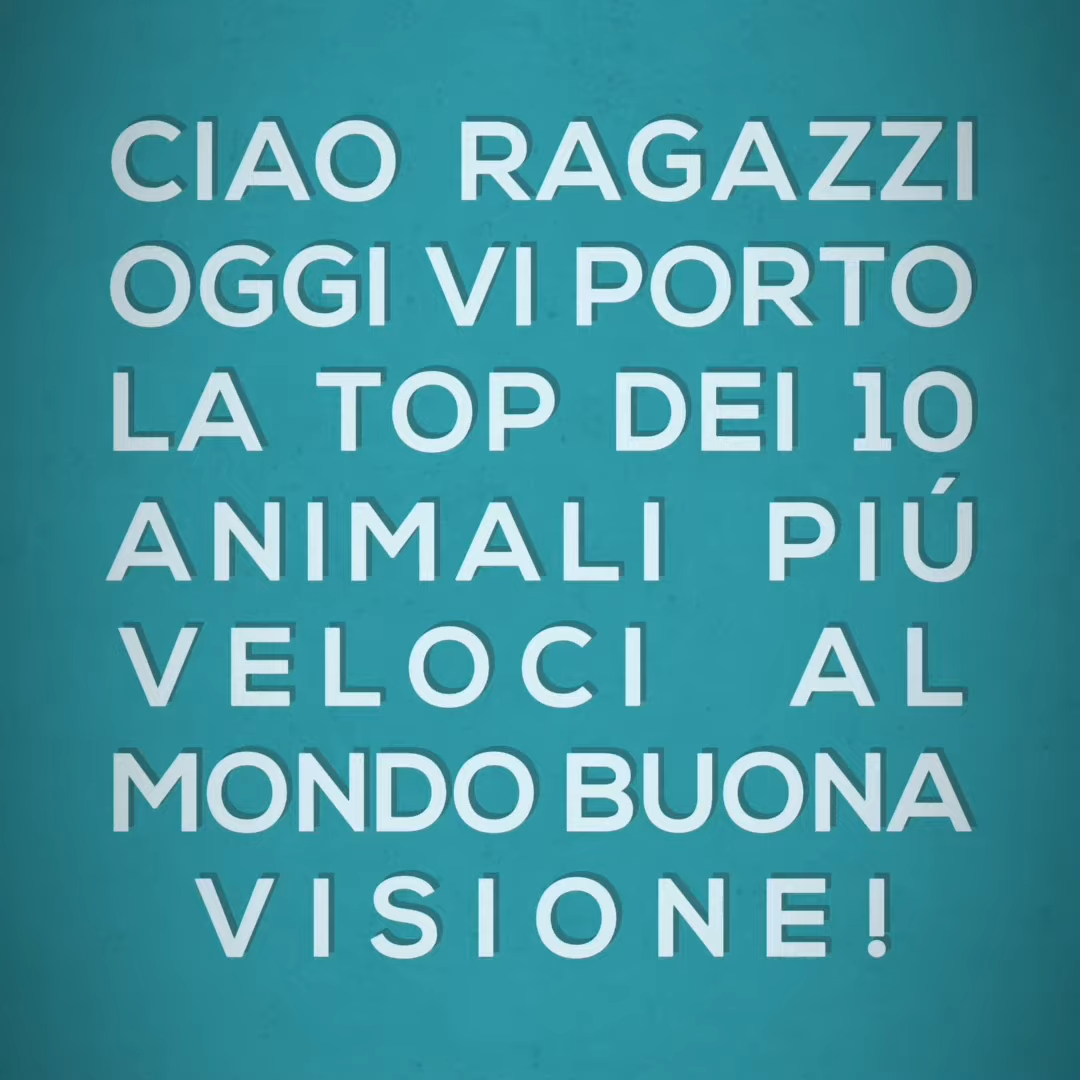 CIAO RAGAZZI
OGGI VI PORTO
LA TOP DEI 10
ANIMALI PIÚ
VELOCI AL
MONDO BUONA
VISIONE!